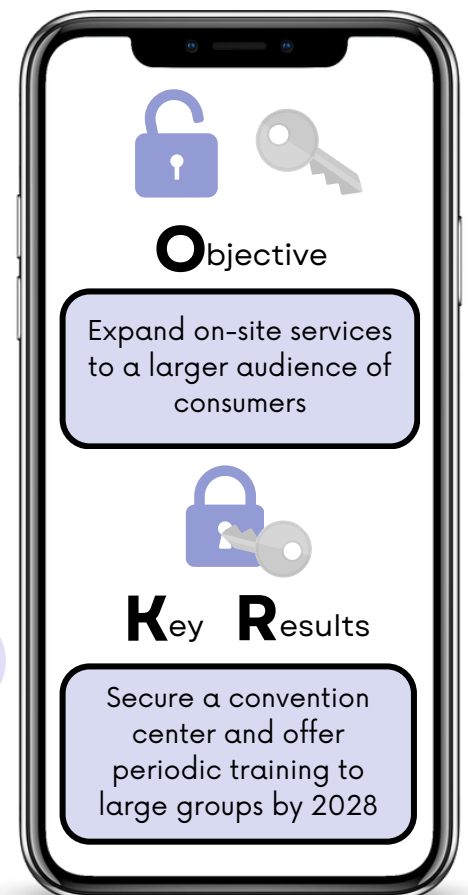 Objective
Expand on-site services
to a larger audience of
consumers
Key Results
Secure a convention
center and offer
periodic training to
large groups by 2028